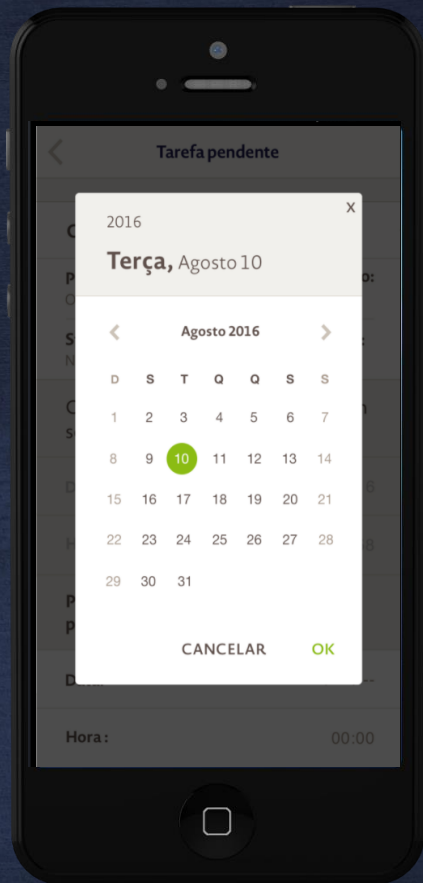 Tarefa pendente
2016
X
Terça, Agosto 10
Agosto 2016
D S T Q Q S S
1 2 3 4 5 6 7
8 9 10 11 12 13 14
15 16 17 18 19 20 21
22 23 24 25 26 27 28
29 30 31
CANCELAR OK
Hora: 00:00